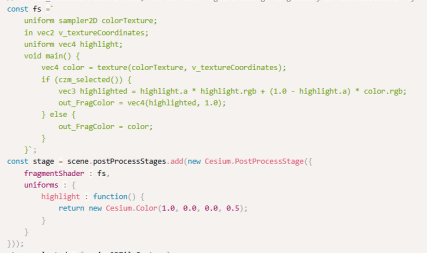 const fs =`
    uniform sampler2D colorTexture;
    in vec2 v_textureCoordinates;
    uniform vec4 highlight;
    void main() {
        vec4 color = texture(colorTexture, v_textureCoordinates);
        if (czm_selected()) {
            vec3 highlighted = highlight.a * highlight.rgb + (1.0 - highlight.a) * color.rgb;
            out_FragColor = vec4(highlighted, 1.0);
        } else {
            out_FragColor = color;
        }
    }`;
const stage = scene.postProcessStages.add(new Cesium.PostProcessStage({
    fragmentShader : fs,
    uniforms : {
        highlight : function() {
            return new Cesium.Color(1.0, 0.0, 0.0, 0.5);
        }
    }
}));